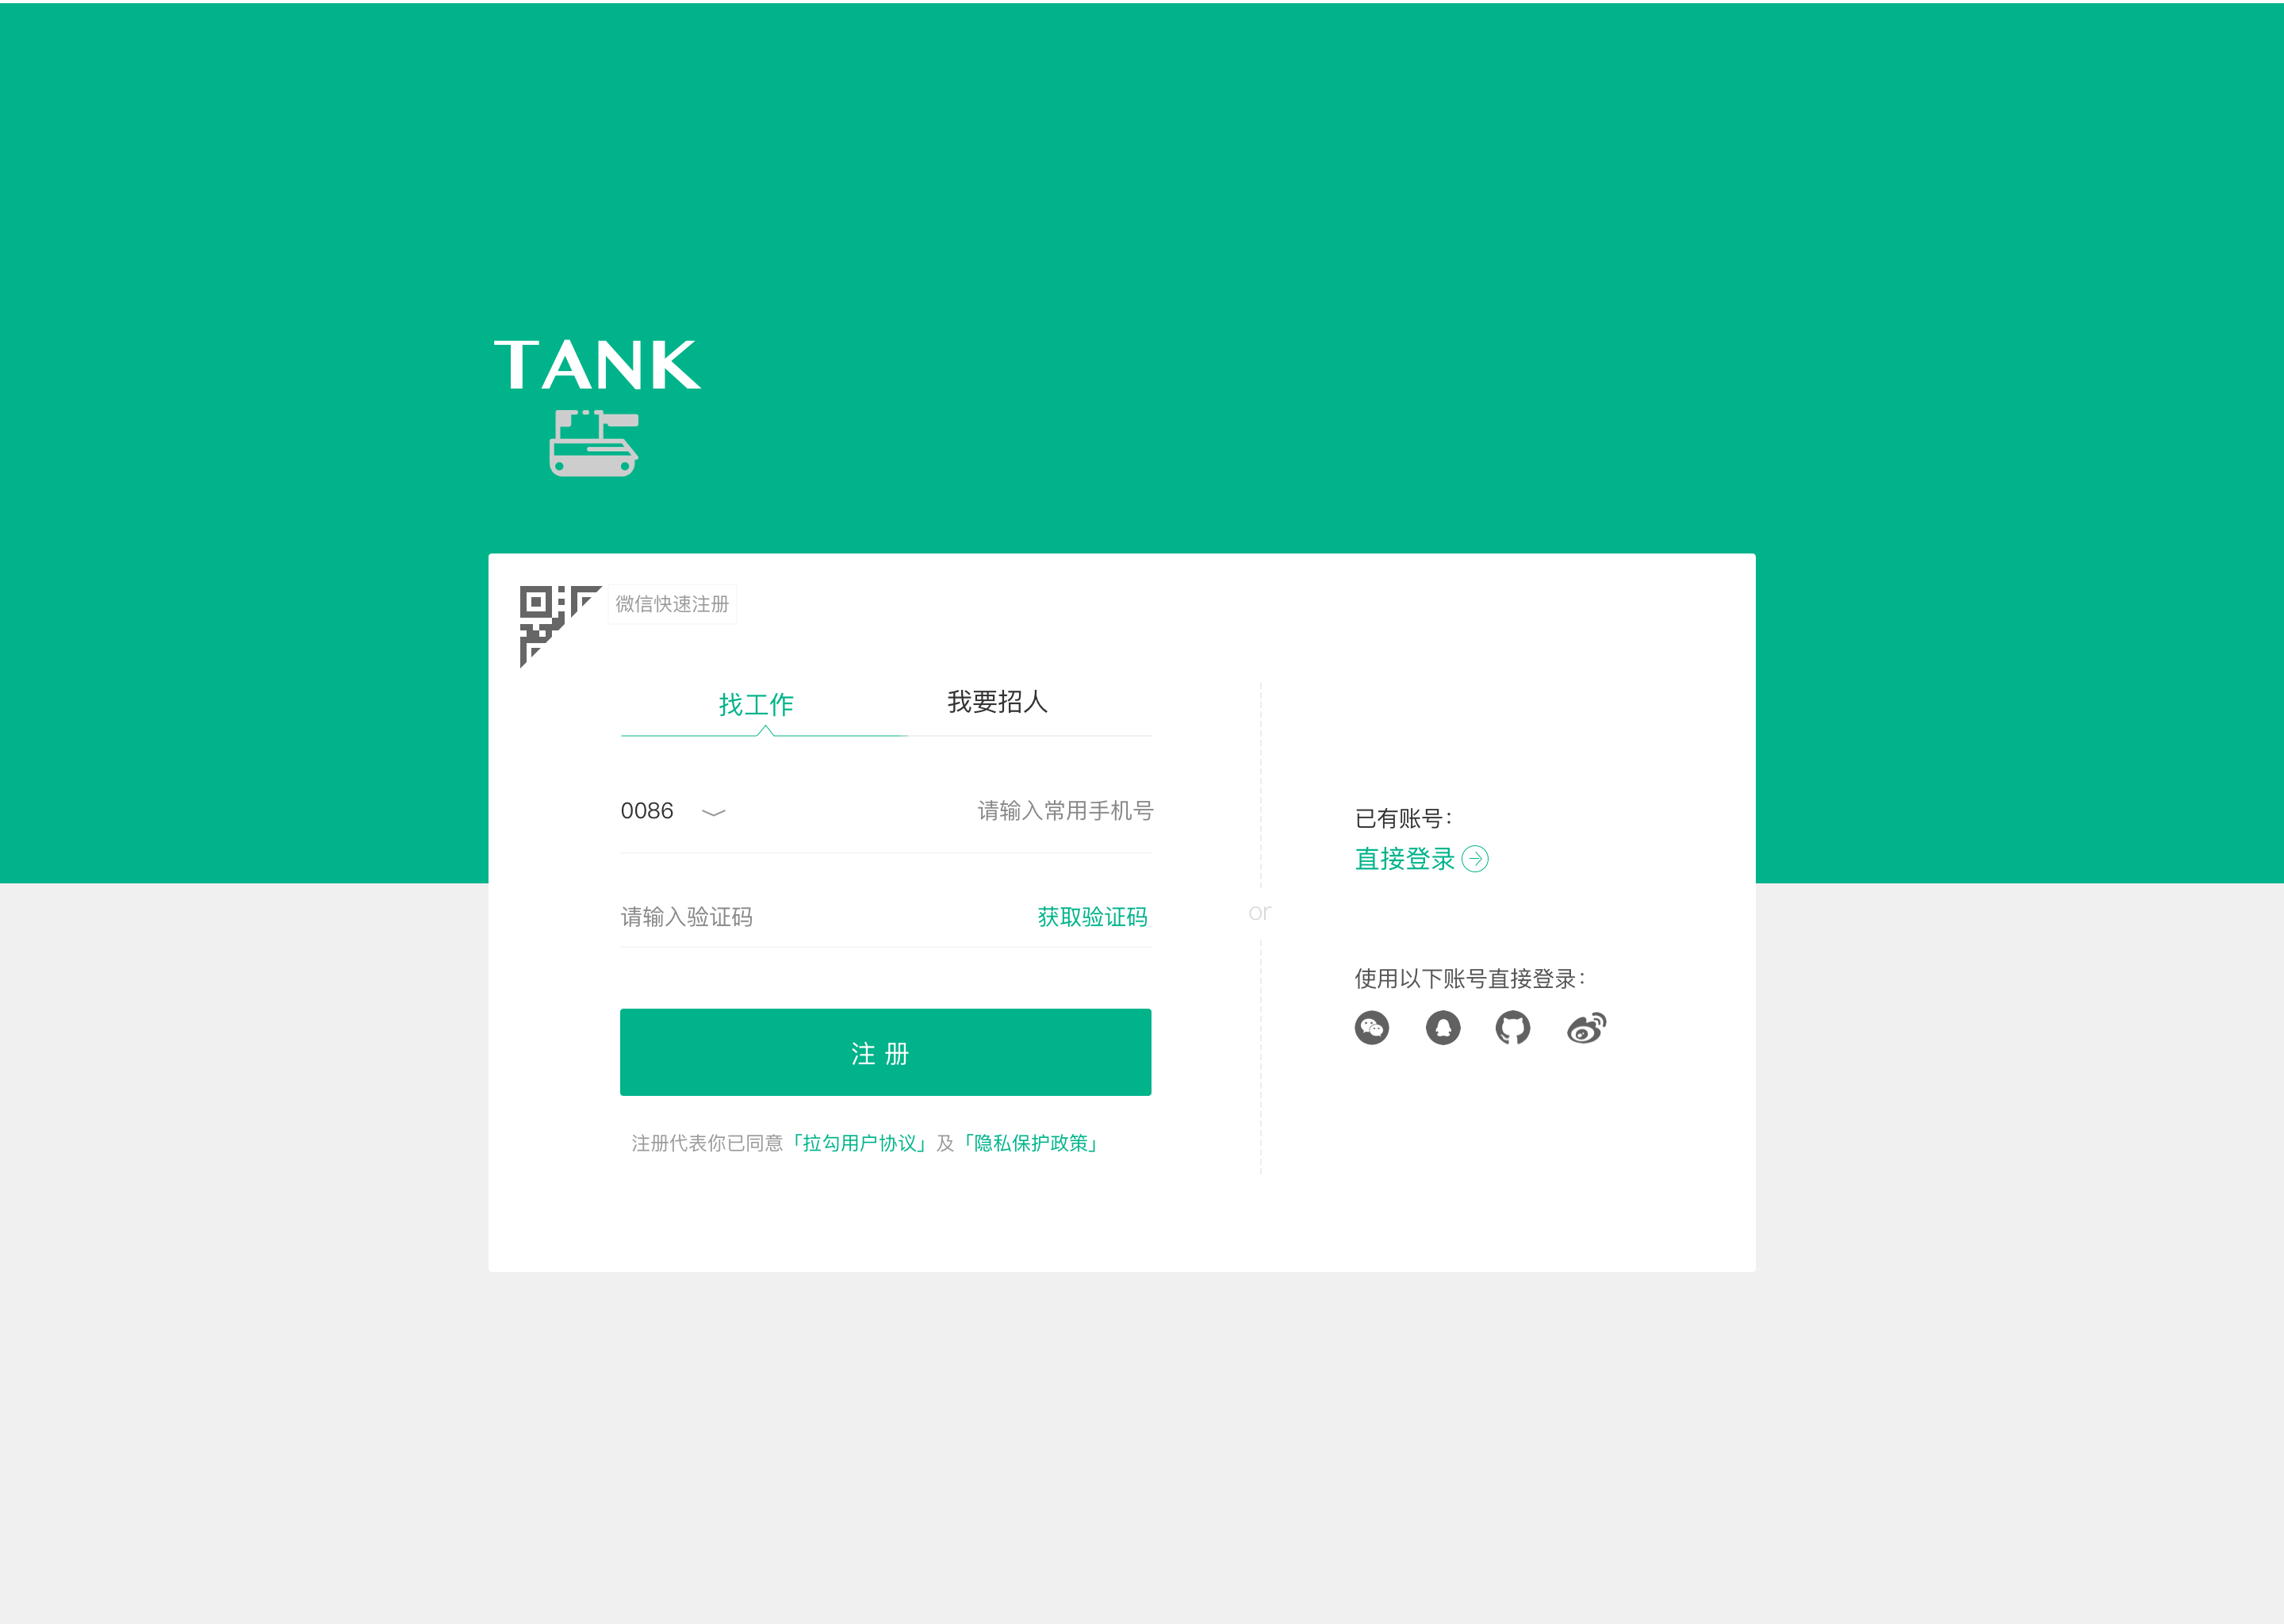 TANK
微信快速注册
找工作
我要招人
0086
请输入常用手机号
请输入验证码
获取验证码
注 册
注册代表你已同意「拉勾用户协议」及「隐私保护政策」
or
已有账号：
直接登录
使用以下账号直接登录：